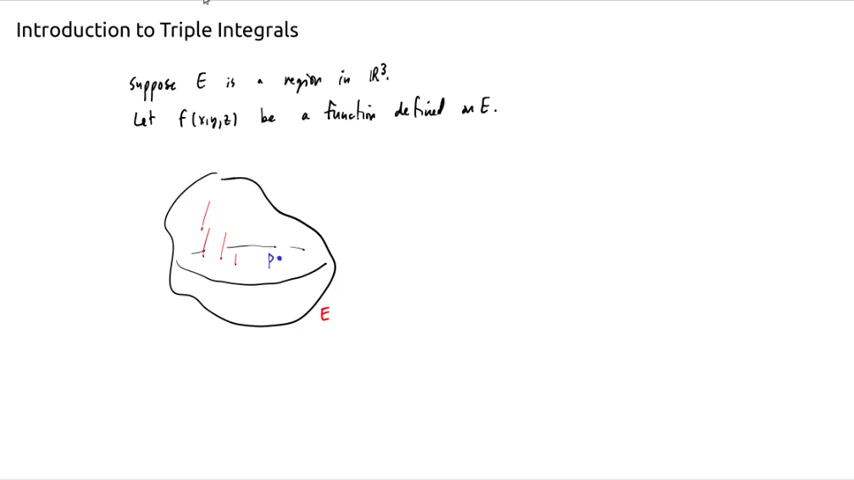 Introduction to Triple Integrals
Suppose E is a region in ℝ³.
Let f(x,y,z) be a function defined on E.
P
E